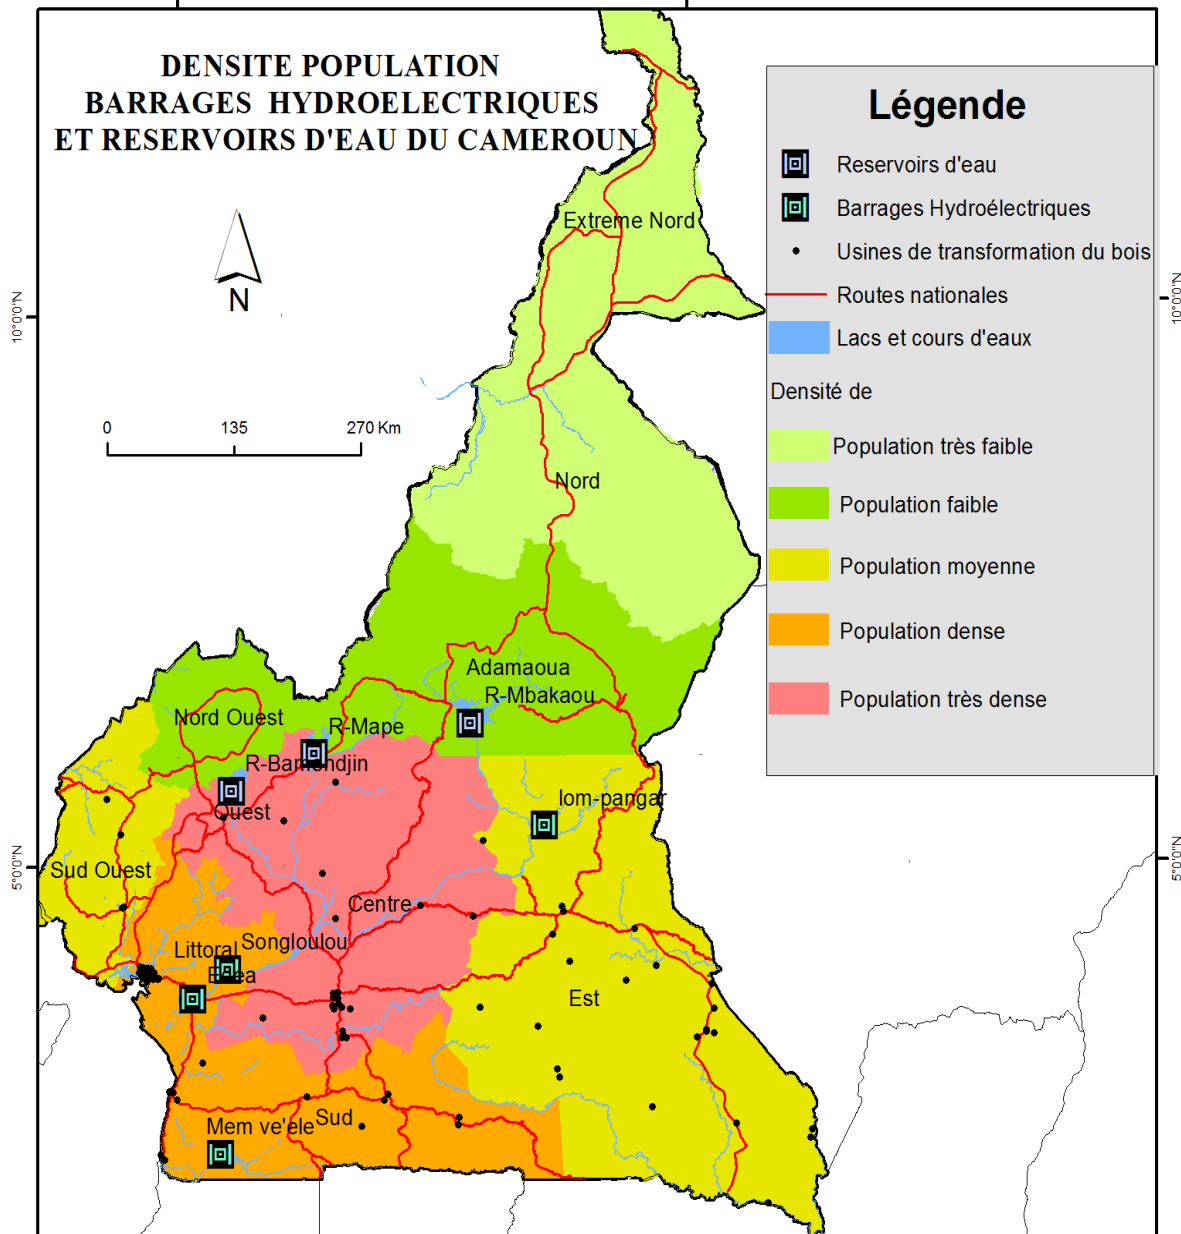 DENSITE POPULATION
BARRAGES HYDROELECTRIQUES
ET RESERVOIRS D'EAU DU CAMEROUN
N
0 135 270 Km
10°0'0"N
5°0'0"N
10°0'0"N
5°0'0"N
Légende
Reservoirs d'eau
Barrages Hydroélectriques
Usines de transformation du bois
Routes nationales
Lacs et cours d'eaux
Densité de
Population très faible
Population faible
Population moyenne
Population dense
Population très dense
Extreme Nord
Nord
Adamaoua
R-Mbakaou
Nord Ouest
R-Mape
R-Bamendjin
Ouest
lom-pangar
Sud Ouest
Centre
Littoral
Songloulou
Edea
Est
Mem ve'ele
Sud